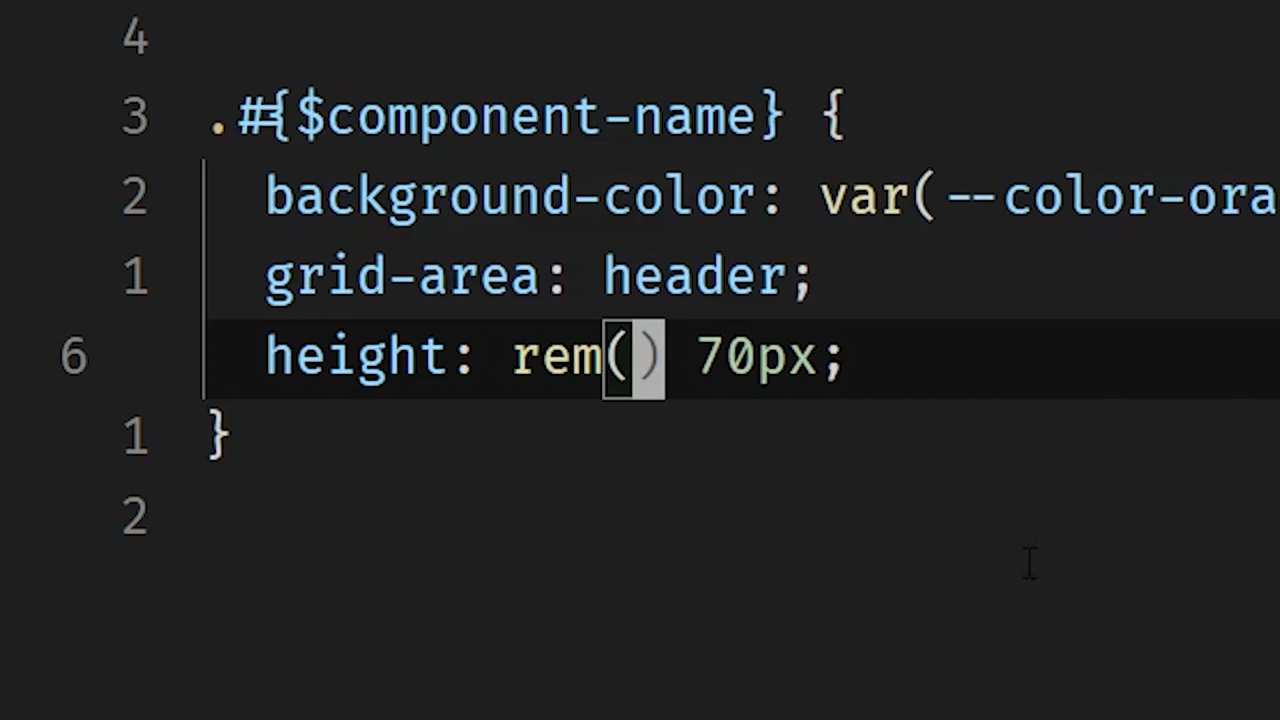 4
3 .#{$component-name} {
2 background-color: var(--color-ora
1 grid-area: header;
6 height: rem() 70px;
1 }
2